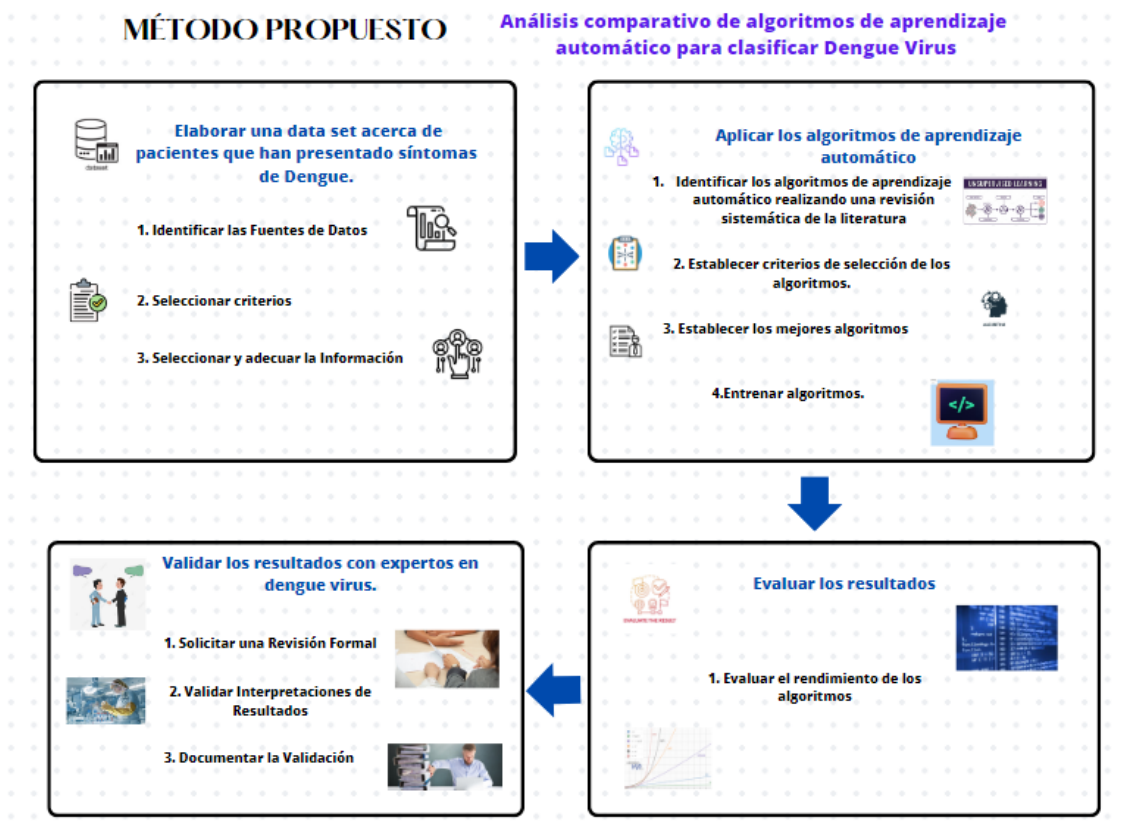 MÉTODO PROPUESTO
Análisis comparativo de algoritmos de aprendizaje
automático para clasificar Dengue Virus
Elaborar una data set acerca de
pacientes que han presentado síntomas
de Dengue.
1. Identificar las Fuentes de Datos
2. Seleccionar criterios
3. Seleccionar y adecuar la Información
Aplicar los algoritmos de aprendizaje
automático
1. Identificar los algoritmos de aprendizaje
automático realizando una revisión
sistemática de la literatura
UNSUPERVISED LEARNING
2. Establecer criterios de selección de los
algoritmos.
3. Establecer los mejores algoritmos
4.Entrenar algoritmos.
</>
Validar los resultados con expertos en
dengue virus.
1. Solicitar una Revisión Formal
2. Validar Interpretaciones de
Resultados
3. Documentar la Validación
Evaluar los resultados
EVALUATE THE RESULT
1. Evaluar el rendimiento de los
algoritmos